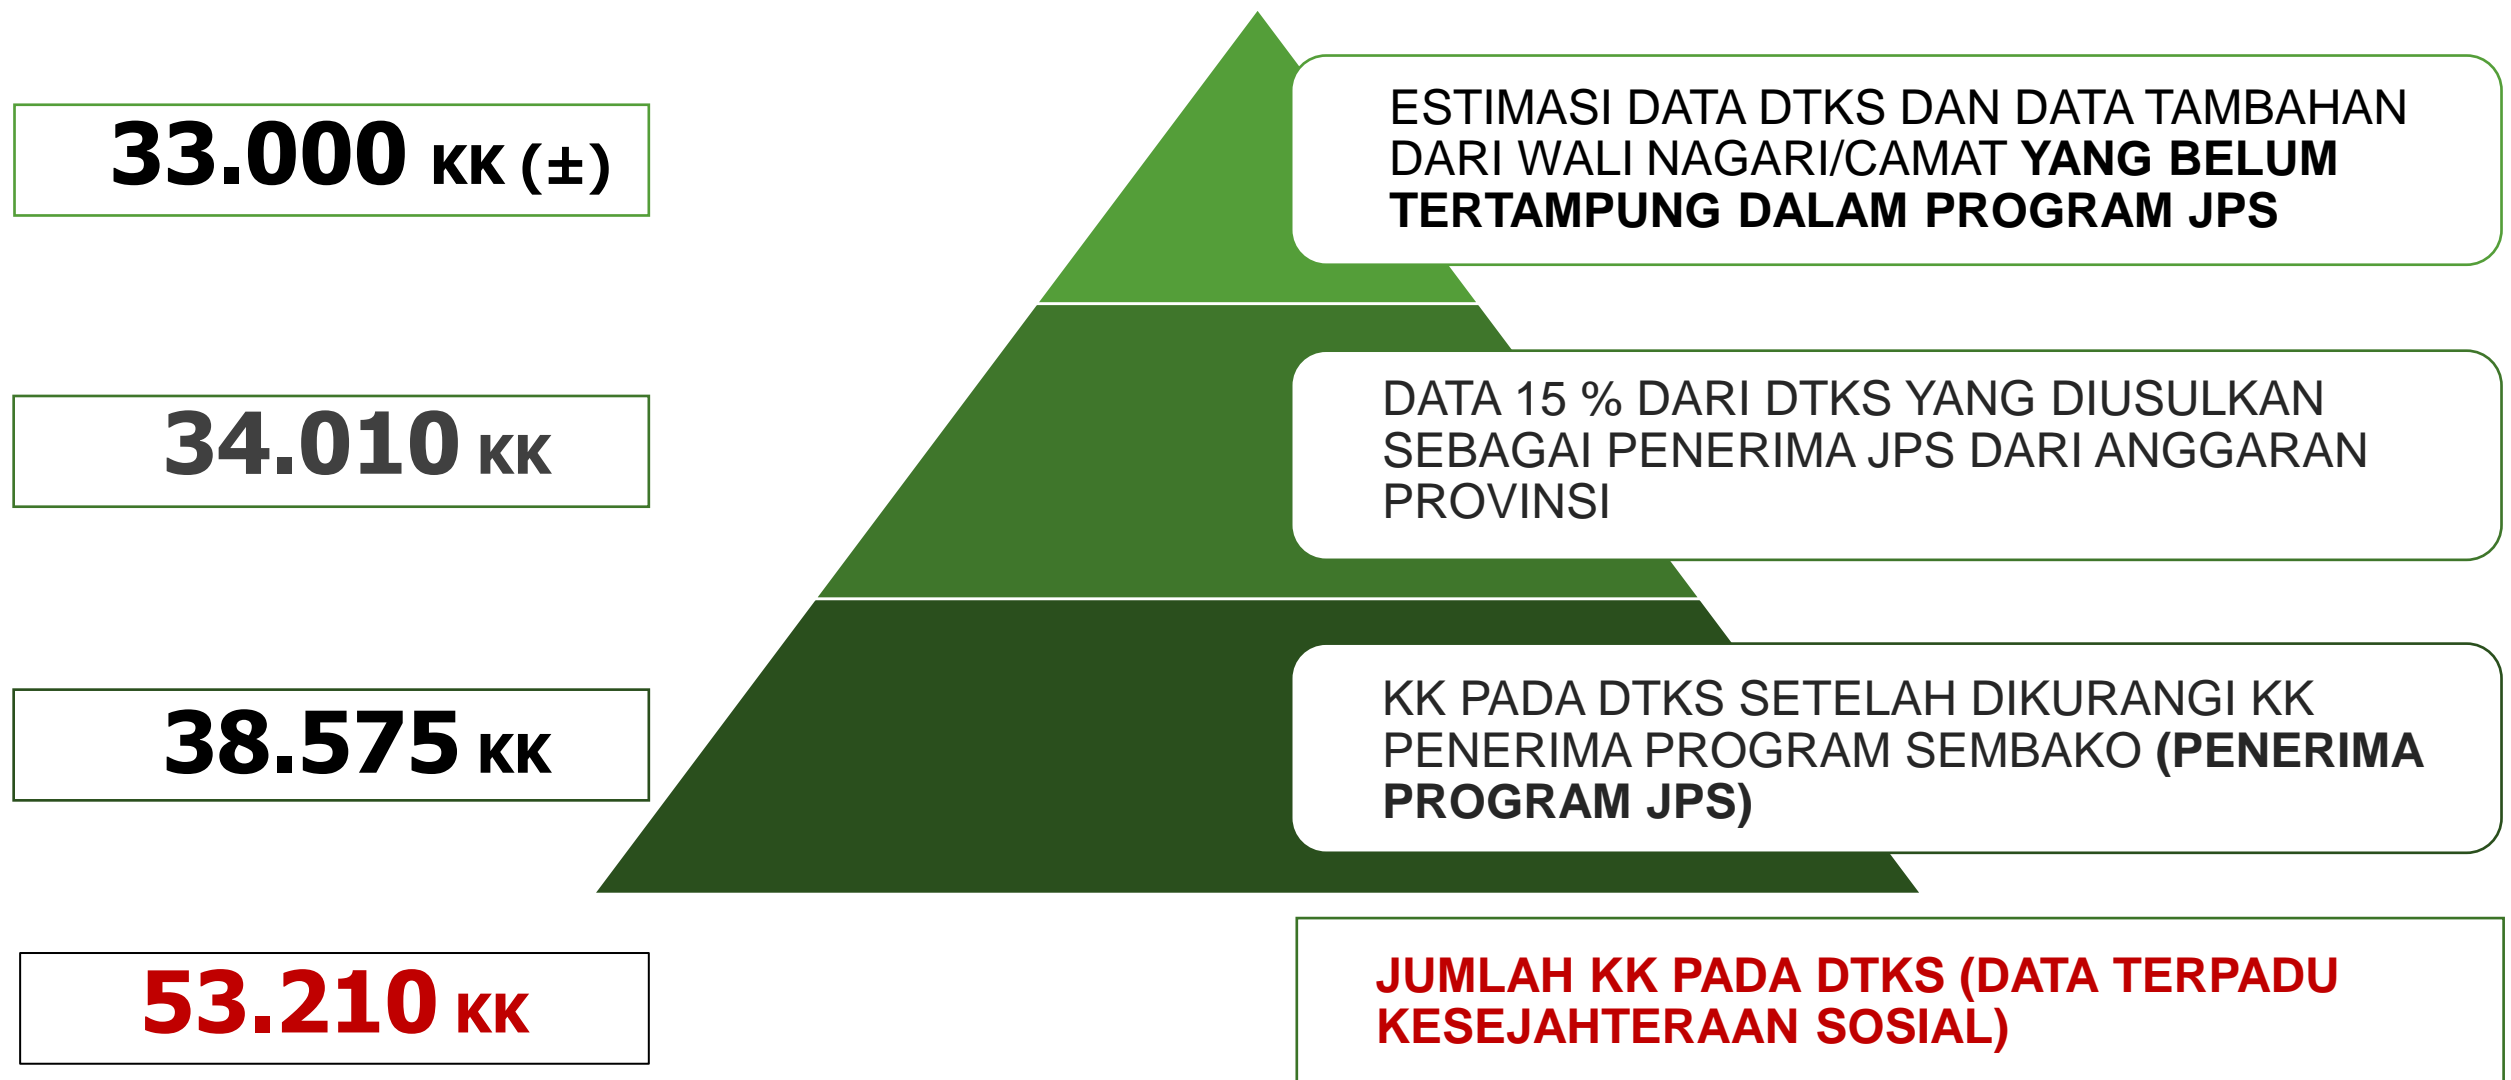 33.000 KK (±)
ESTIMASI DATA DTKS DAN DATA TAMBAHAN
DARI WALI NAGARI/CAMAT YANG BELUM
TERTAMPUNG DALAM PROGRAM JPS
34.010 KK
DATA 15 % DARI DTKS YANG DIUSULKAN
SEBAGAI PENERIMA JPS DARI ANGGARAN
PROVINSI
38.575 KK
KK PADA DTKS SETELAH DIKURANGI KK
PENERIMA PROGRAM SEMBAKO (PENERIMA
PROGRAM JPS)
53.210 KK
JUMLAH KK PADA DTKS (DATA TERPADU
KESEJAHTERAAN SOSIAL)